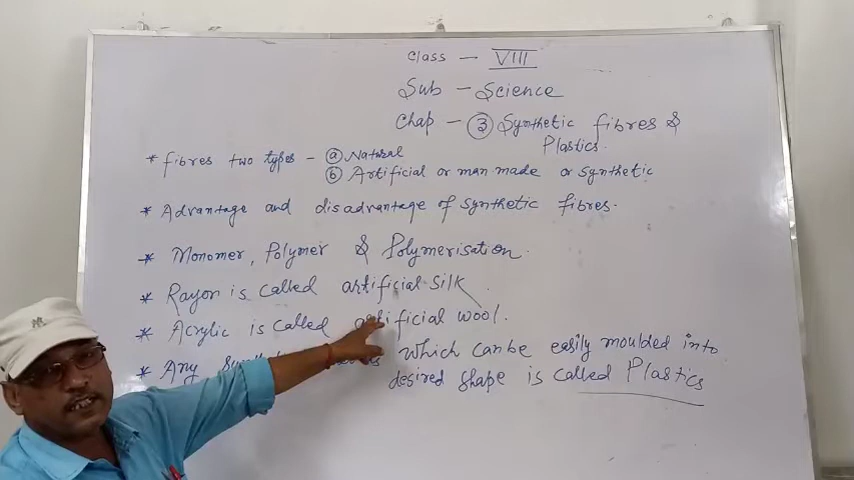 Class - VIII
Sub - Science
Chap - 3 Synthetic fibres &
Plastics.
* Fibres two types - a Natural
b Artificial or man made or synthetic
* Advantage and disadvantage of synthetic fibres.
* Monomer, Polymer & Polymerisation.
* Rayon is called artificial silk
* Acrylic is called artificial wool.
* Any which can be easily moulded into
desired shape is called Plastics